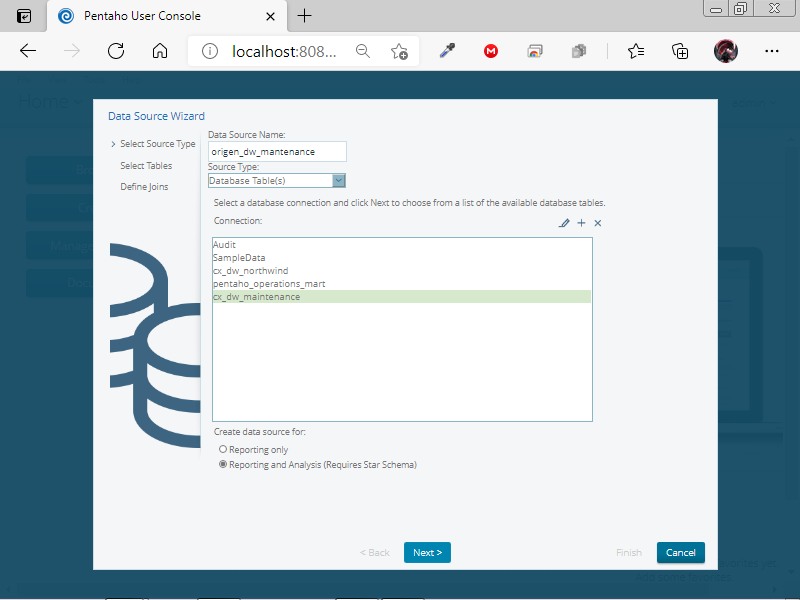 Pentaho User Console
localhost:808...
Home
Data Source Wizard
Select Source Type
Select Tables
Define Joins
Data Source Name:
origen_dw_mantenance
Source Type:
Database Table(s)
Select a database connection and click Next to choose from a list of the available database tables.
Connection:
Audit
SampleData
cx_dw_northwind
pentaho_operations_mart
cx_dw_maintenance
Create data source for:
Reporting only
Reporting and Analysis (Requires Star Schema)
< Back
Next >
Finish
Cancel